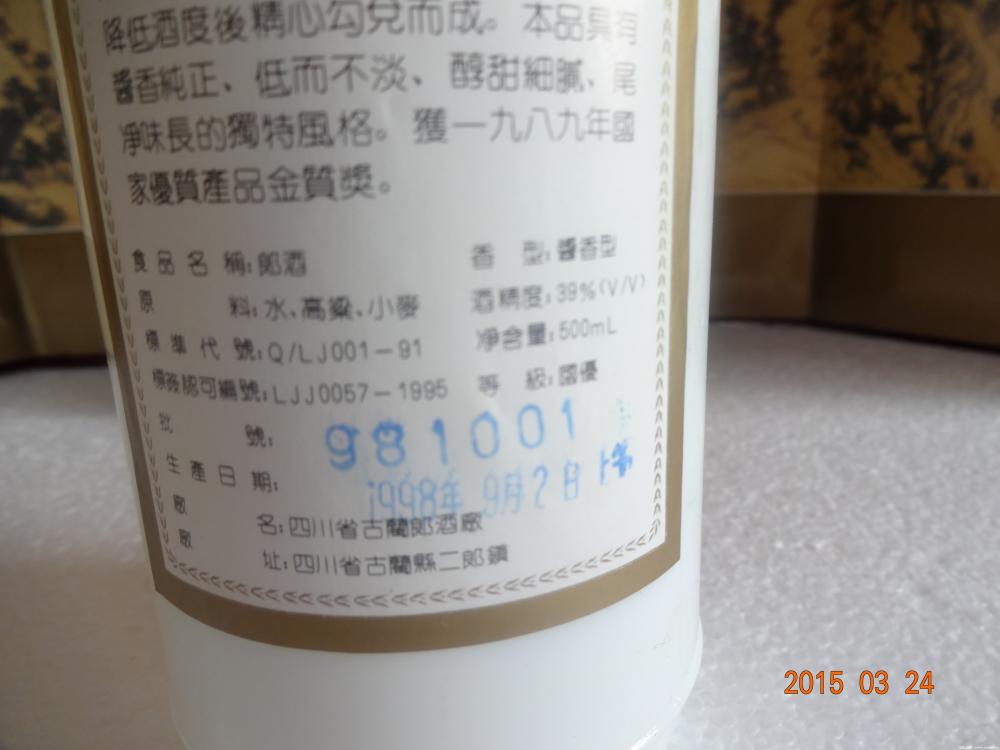 降低酒度後精心勾兌而成。本品具有
醬香純正、低而不淡、醇甜細膩、尾
凈味長的獨特風格。獲一九八九年國
家優質產品金質獎。
食品名稱:郎酒 香型:醬香型
原料:水、高粱、小麥 酒精度:39%(V/V)
標準代號:Q/LJ001-91 净含量:500mL
標簽認可編號:LJJ0057-1995 等級:國優
批號:981001
生產日期:1998年9月2日
廠名:四川省古藺郎酒廠
廠址:四川省古藺縣二郎鎮
2015 03 24